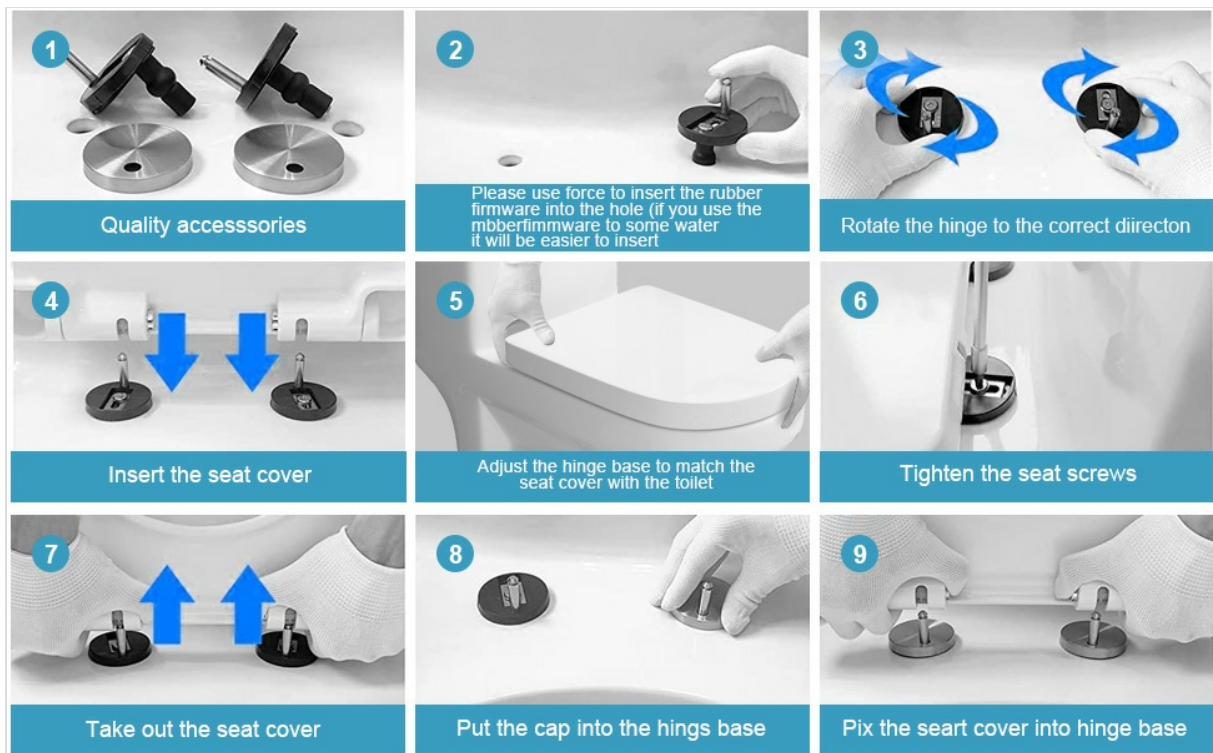 1
Quality accesssories
2
Please use force to insert the rubber
firmware into the hole (if you use the
mbberfimmware to some water
it will be easier to insert
3
Rotate the hinge to the correct diirecton
4
Insert the seat cover
5
Adjust the hinge base to match the
seat cover with the toilet
6
Tighten the seat screws
7
Take out the seat cover
8
Put the cap into the hings base
9
Pix the seart cover into hinge base